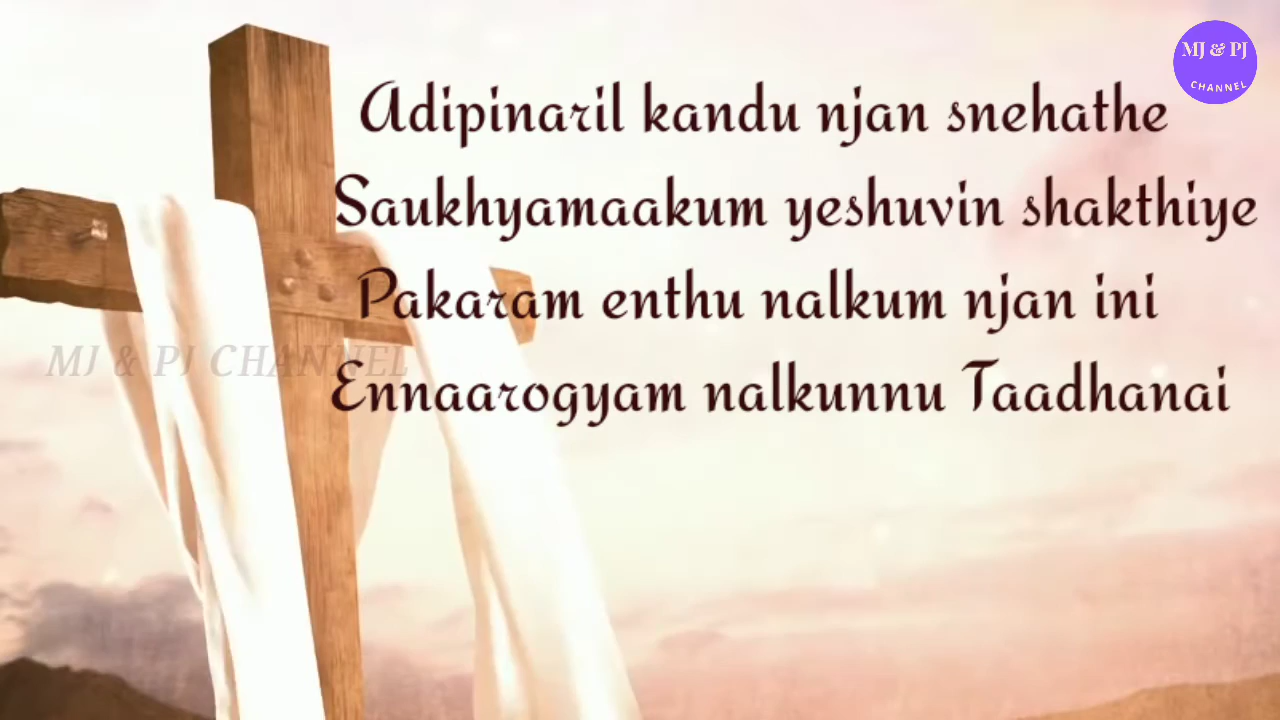 MJ & PJ
CHANNEL
Adipinaril kandu njan snehathe
Saukhyamaakum yeshuvin shakthiye
Pakaram enthu nalkum njan ini
MJ & PJ CHANNEL
Ennaarogyam nalkunnu Taadhanai